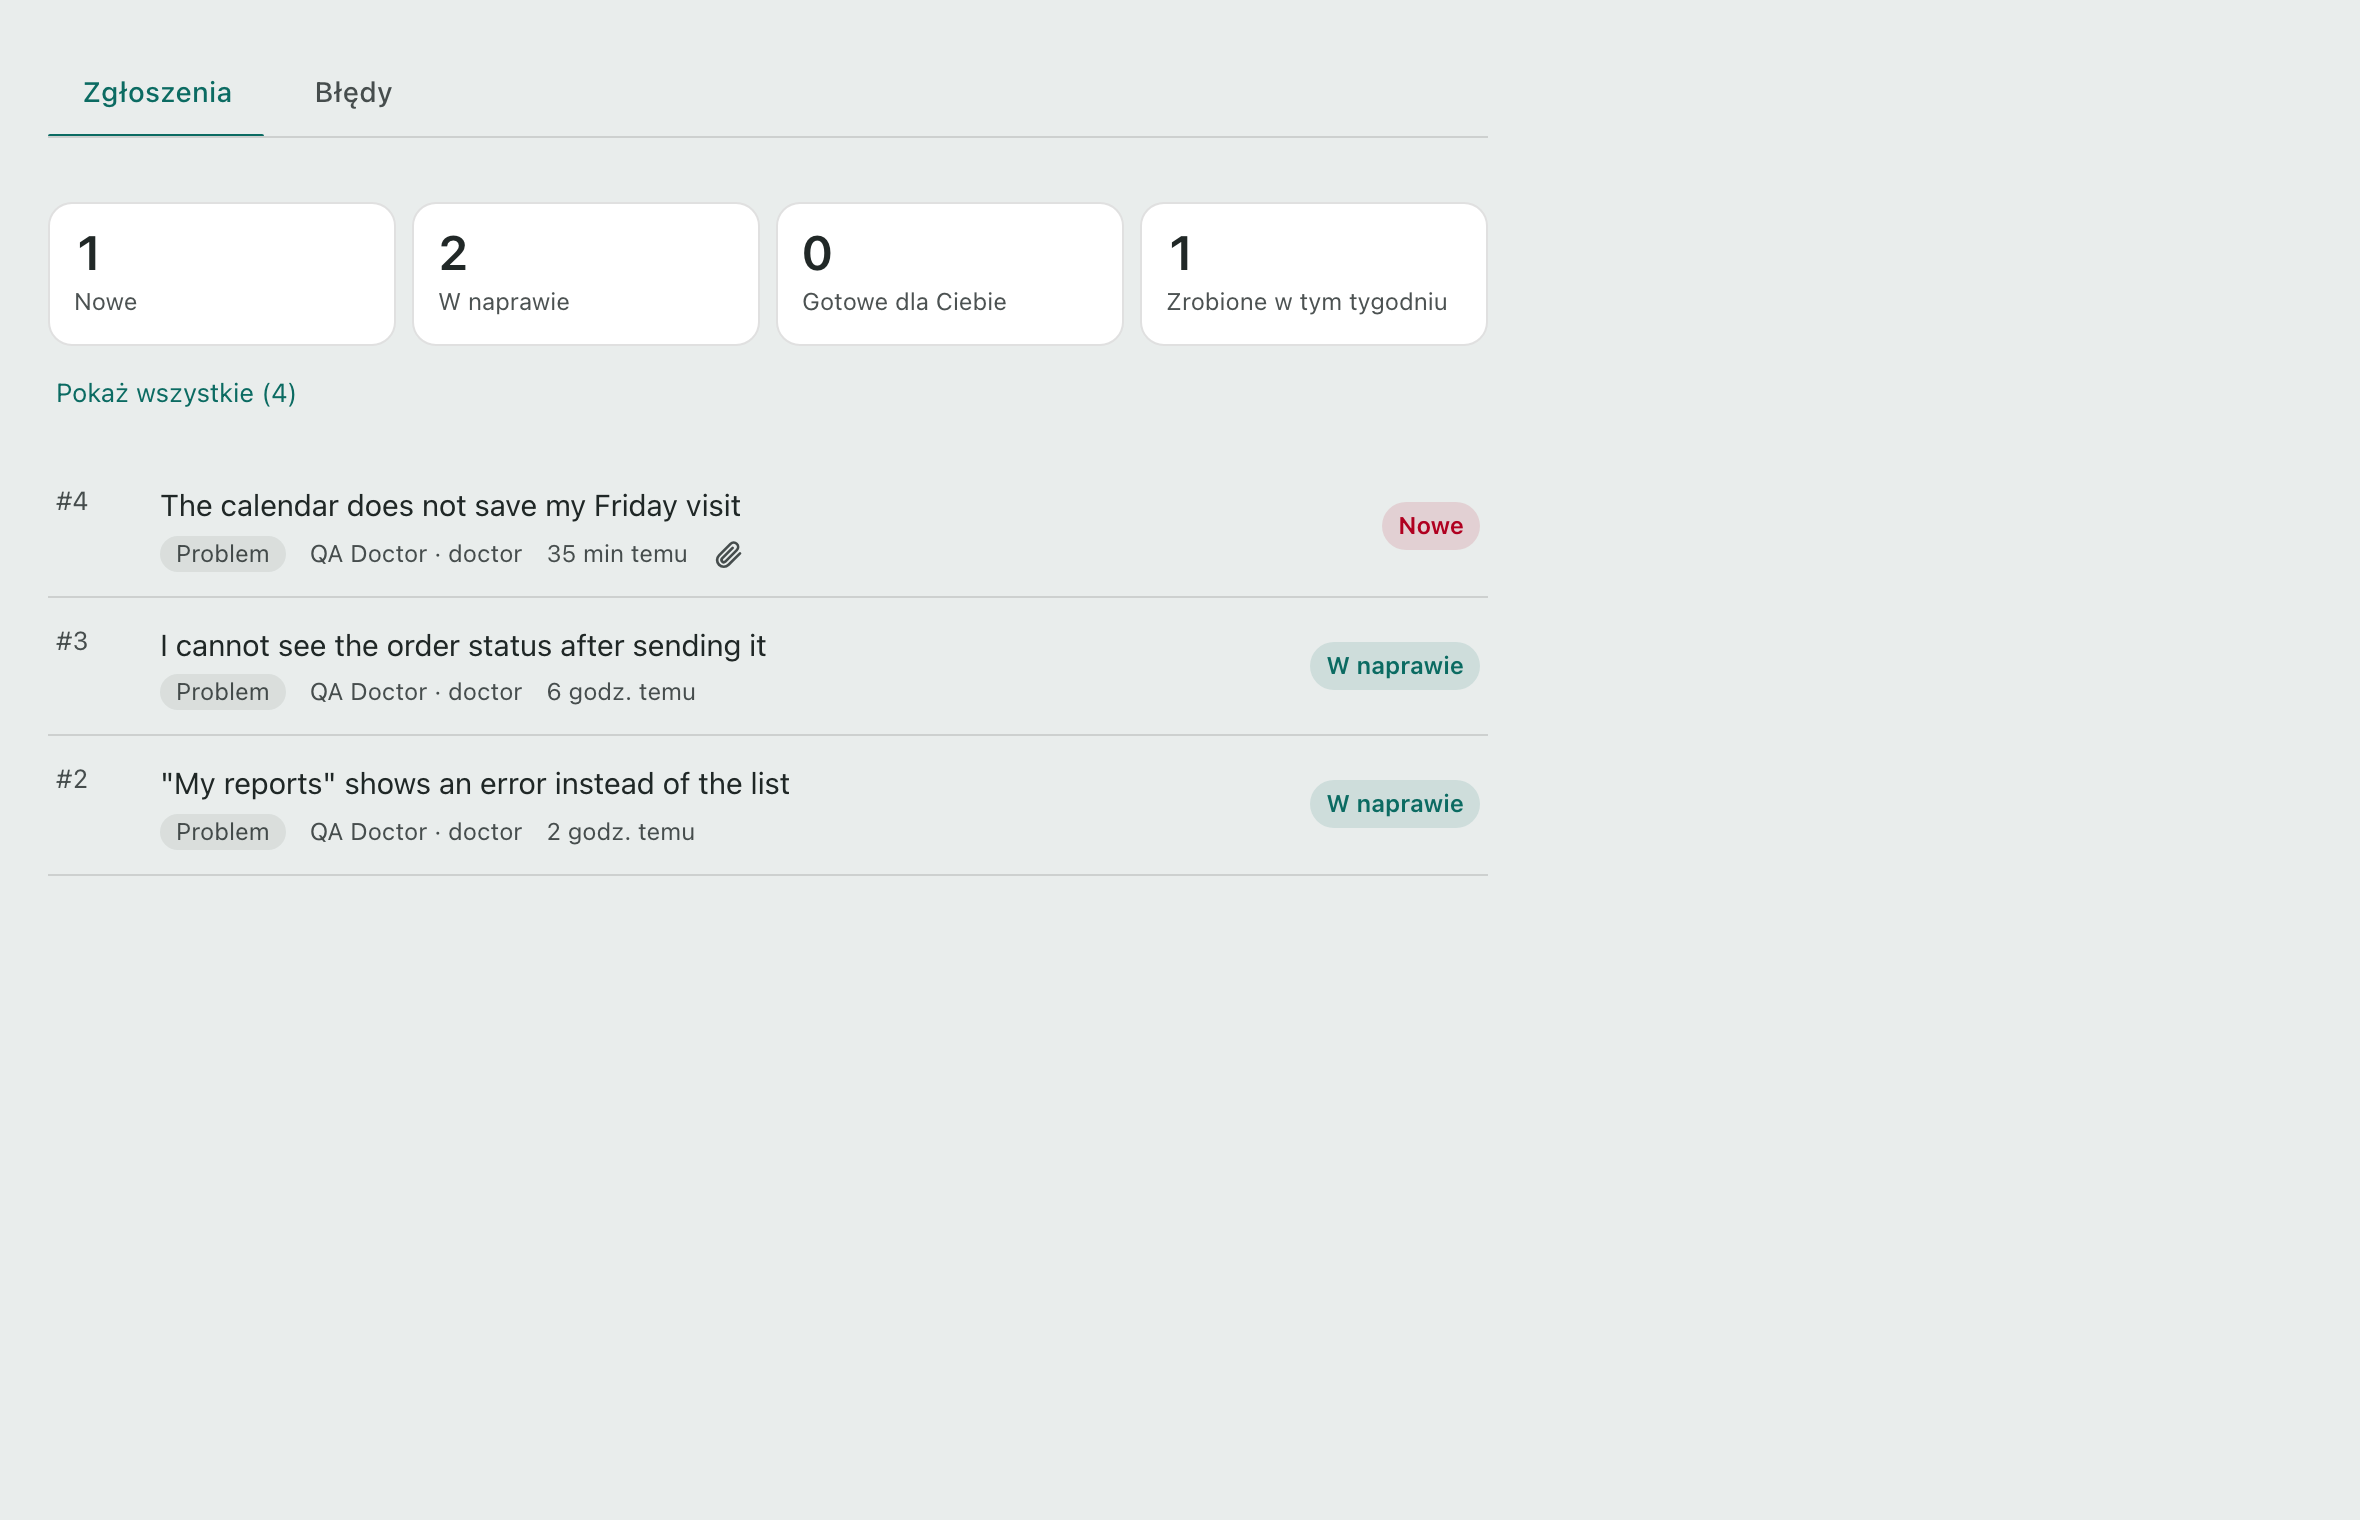 Zgłoszenia Błędy
1
Nowe
2
W naprawie
0
Gotowe dla Ciebie
1
Zrobione w tym tygodniu
Pokaż wszystkie (4)
#4 The calendar does not save my Friday visit
Problem QA Doctor · doctor 35 min temu
Nowe
#3 I cannot see the order status after sending it
Problem QA Doctor · doctor 6 godz. temu
W naprawie
#2 "My reports" shows an error instead of the list
Problem QA Doctor · doctor 2 godz. temu
W naprawie